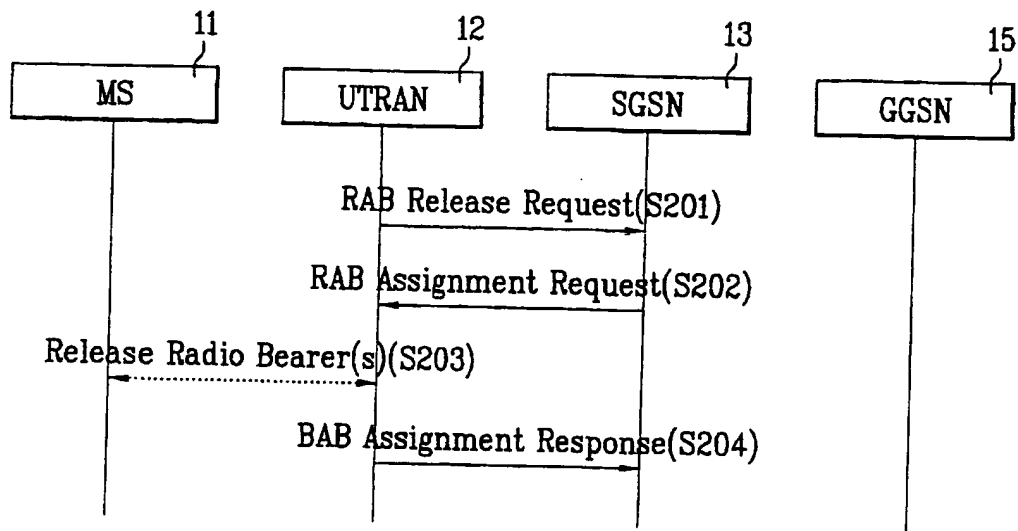 11
12
13
15
MS
UTRAN
SGSN
GGSN
RAB Release Request(S201)
RAB Assignment Request(S202)
Release Radio Bearer(s)(S203)
BAB Assignment Response(S204)